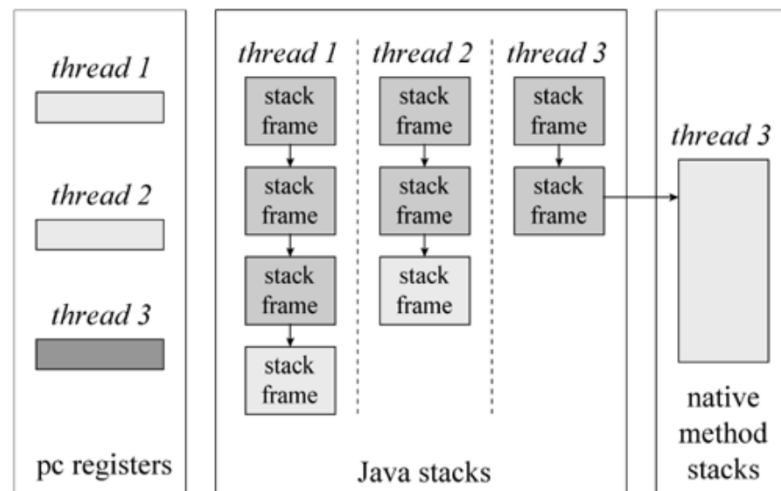 thread 1
thread 2
thread 3
pc registers
thread 1
stack
frame
stack
frame
stack
frame
stack
frame
thread 2
stack
frame
stack
frame
stack
frame
thread 3
stack
frame
stack
frame
Java stacks
thread 3
native
method
stacks